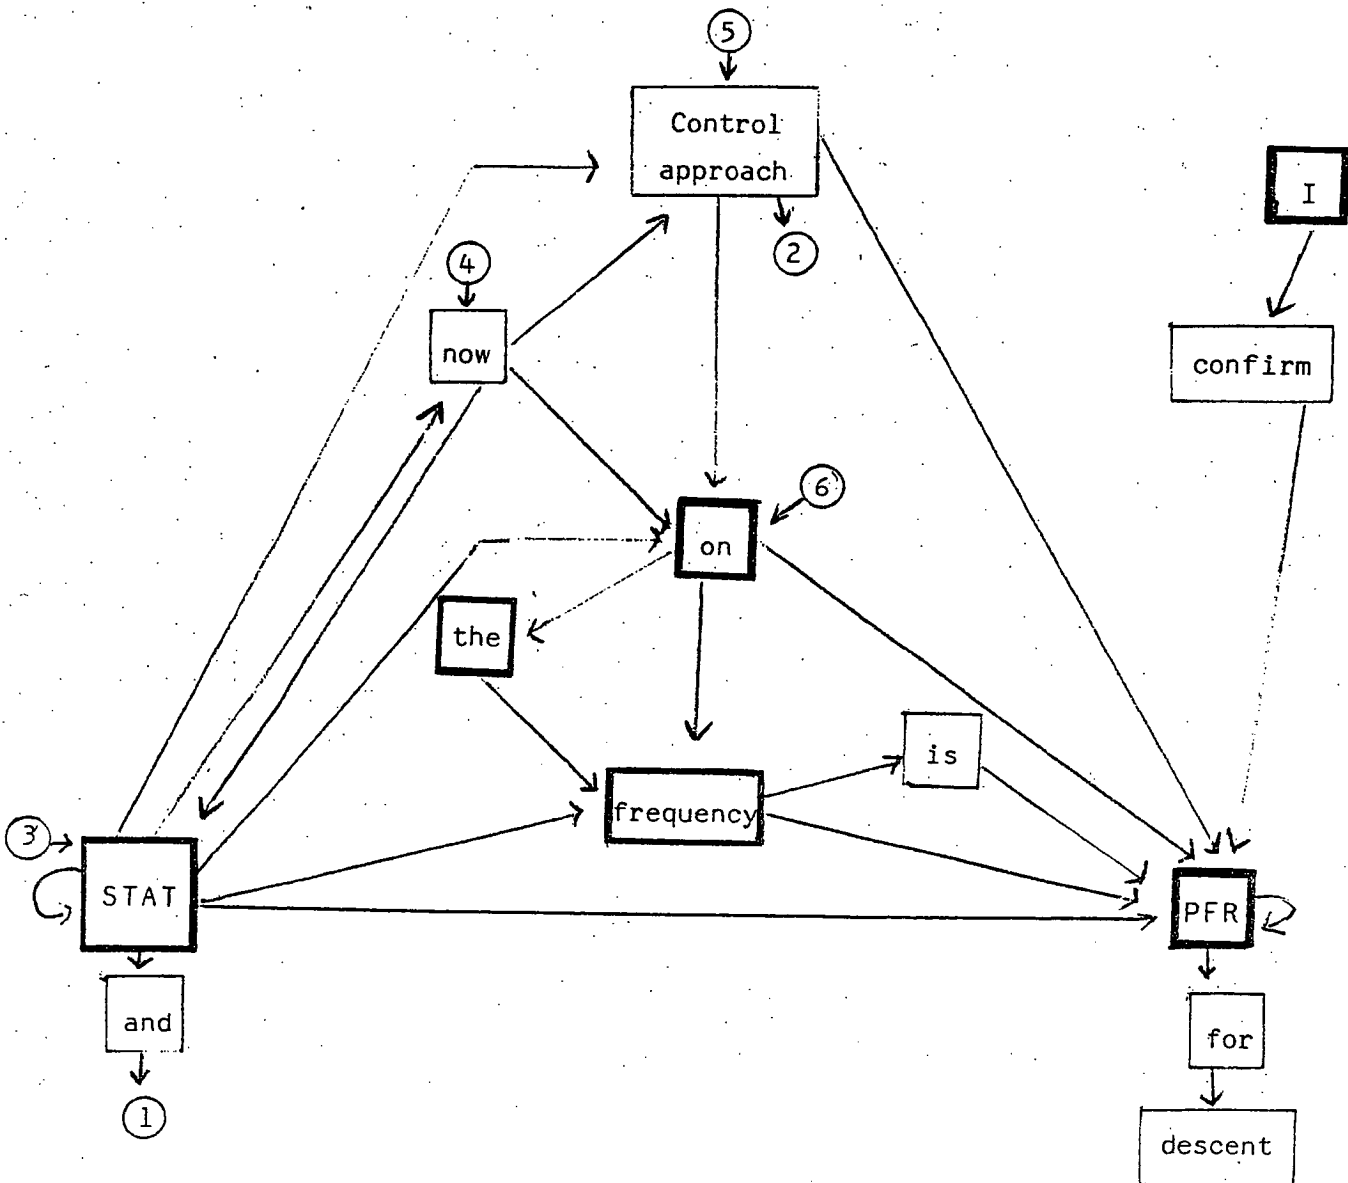 5
Control
approach
I
2
4
now
confirm
6
on
the
is
frequency
3
STAT
PFR
and
for
1
descent